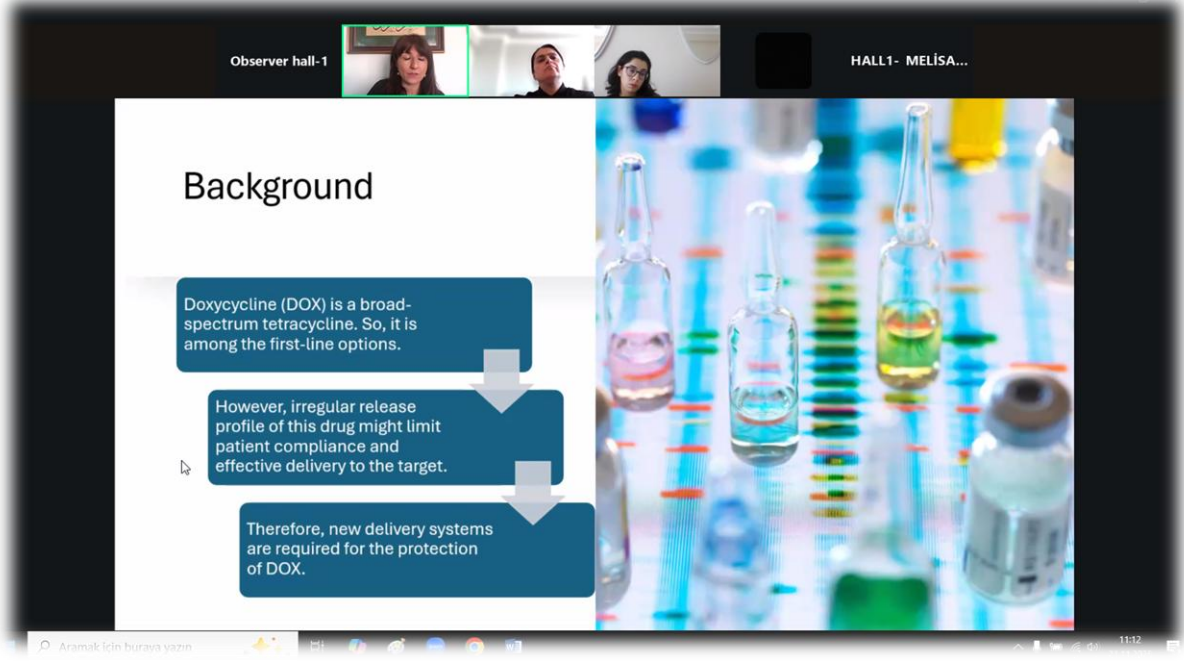 Observer hall-1
HALL1- MELİSA...
Background
Doxycycline (DOX) is a broad-
spectrum tetracycline. So, it is
among the first-line options.
However, irregular release
profile of this drug might limit
patient compliance and
effective delivery to the target.
Therefore, new delivery systems
are required for the protection
of DOX.
Aramak için buraya yazın
11:12